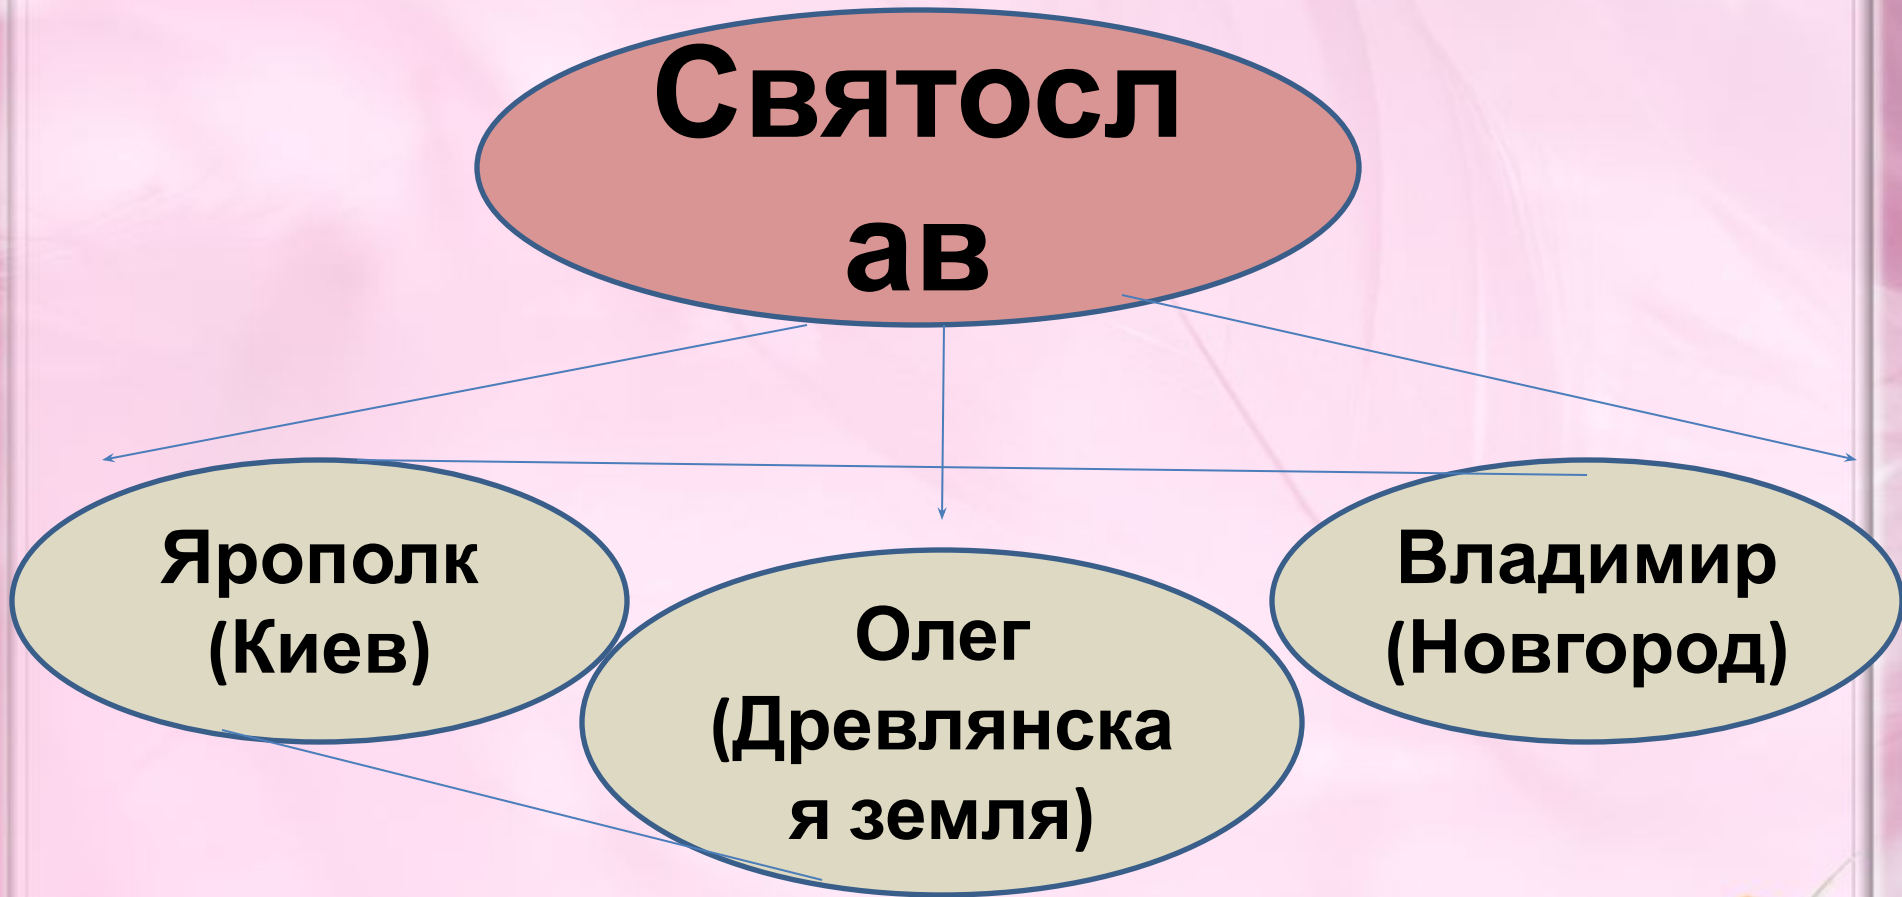 Святосл
ав
Ярополк
(Киев)
Олег
(Древлянска
я земля)
Владимир
(Новгород)